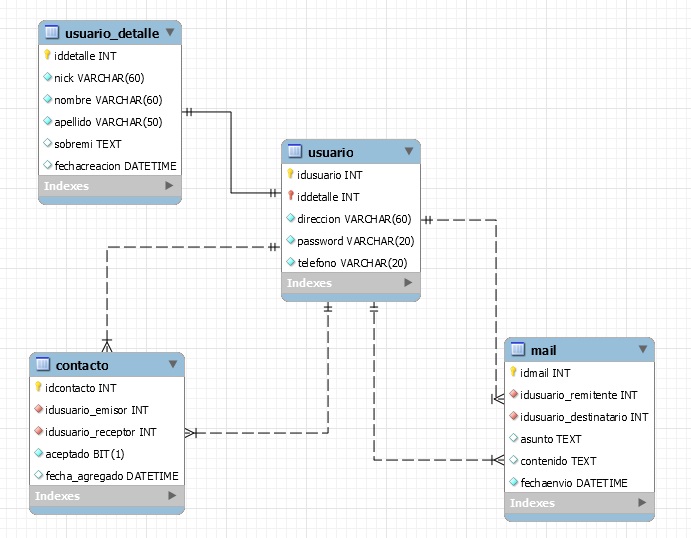 usuario_detalle
iddetalle INT
nick VARCHAR(60)
nombre VARCHAR(60)
apellido VARCHAR(50)
sobremi TEXT
fechacreacion DATETIME
Indexes
usuario
idusuario INT
iddetalle INT
direccion VARCHAR(60)
password VARCHAR(20)
telefono VARCHAR(20)
Indexes
contacto
idcontacto INT
idusuario_emisor INT
idusuario_receptor INT
aceptado BIT(1)
fecha_agregado DATETIME
Indexes
mail
idmail INT
idusuario_remitente INT
idusuario_destinatario INT
asunto TEXT
contenido TEXT
fechaenvio DATETIME
Indexes